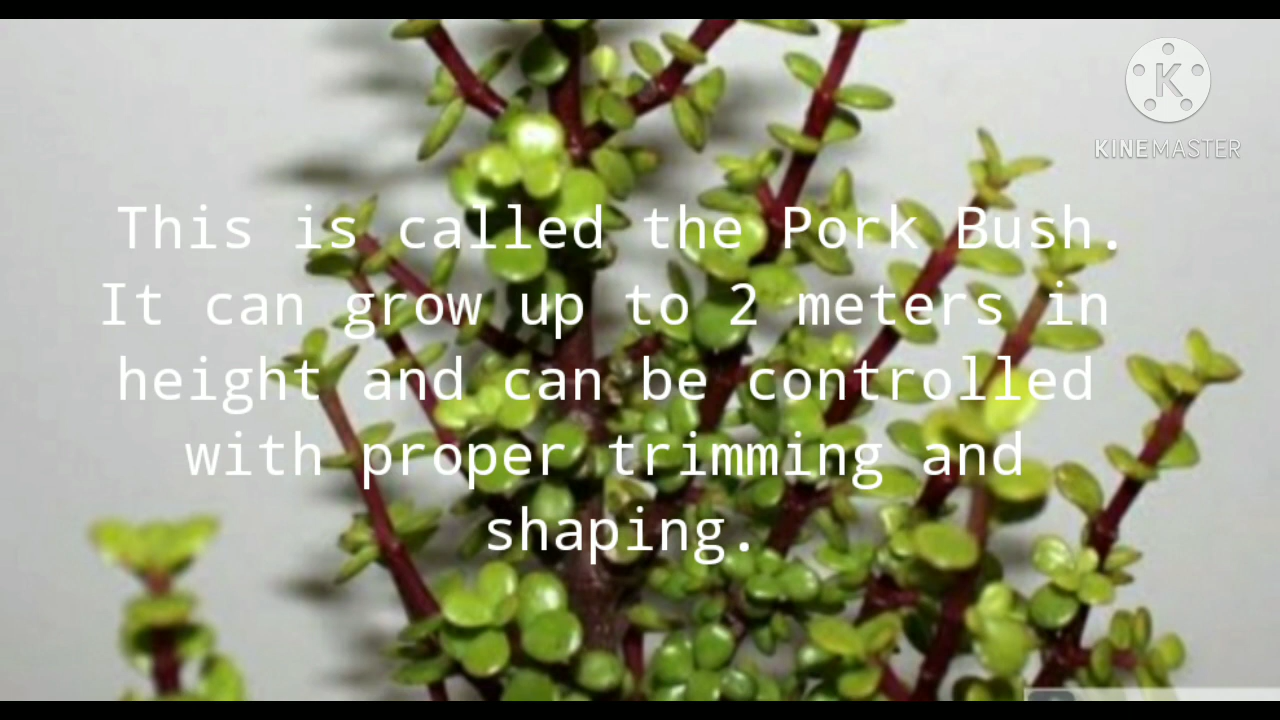 KINEMASTER
This is called the Pork Bush.
It can grow up to 2 meters in
height and can be controlled
with proper trimming and
shaping.